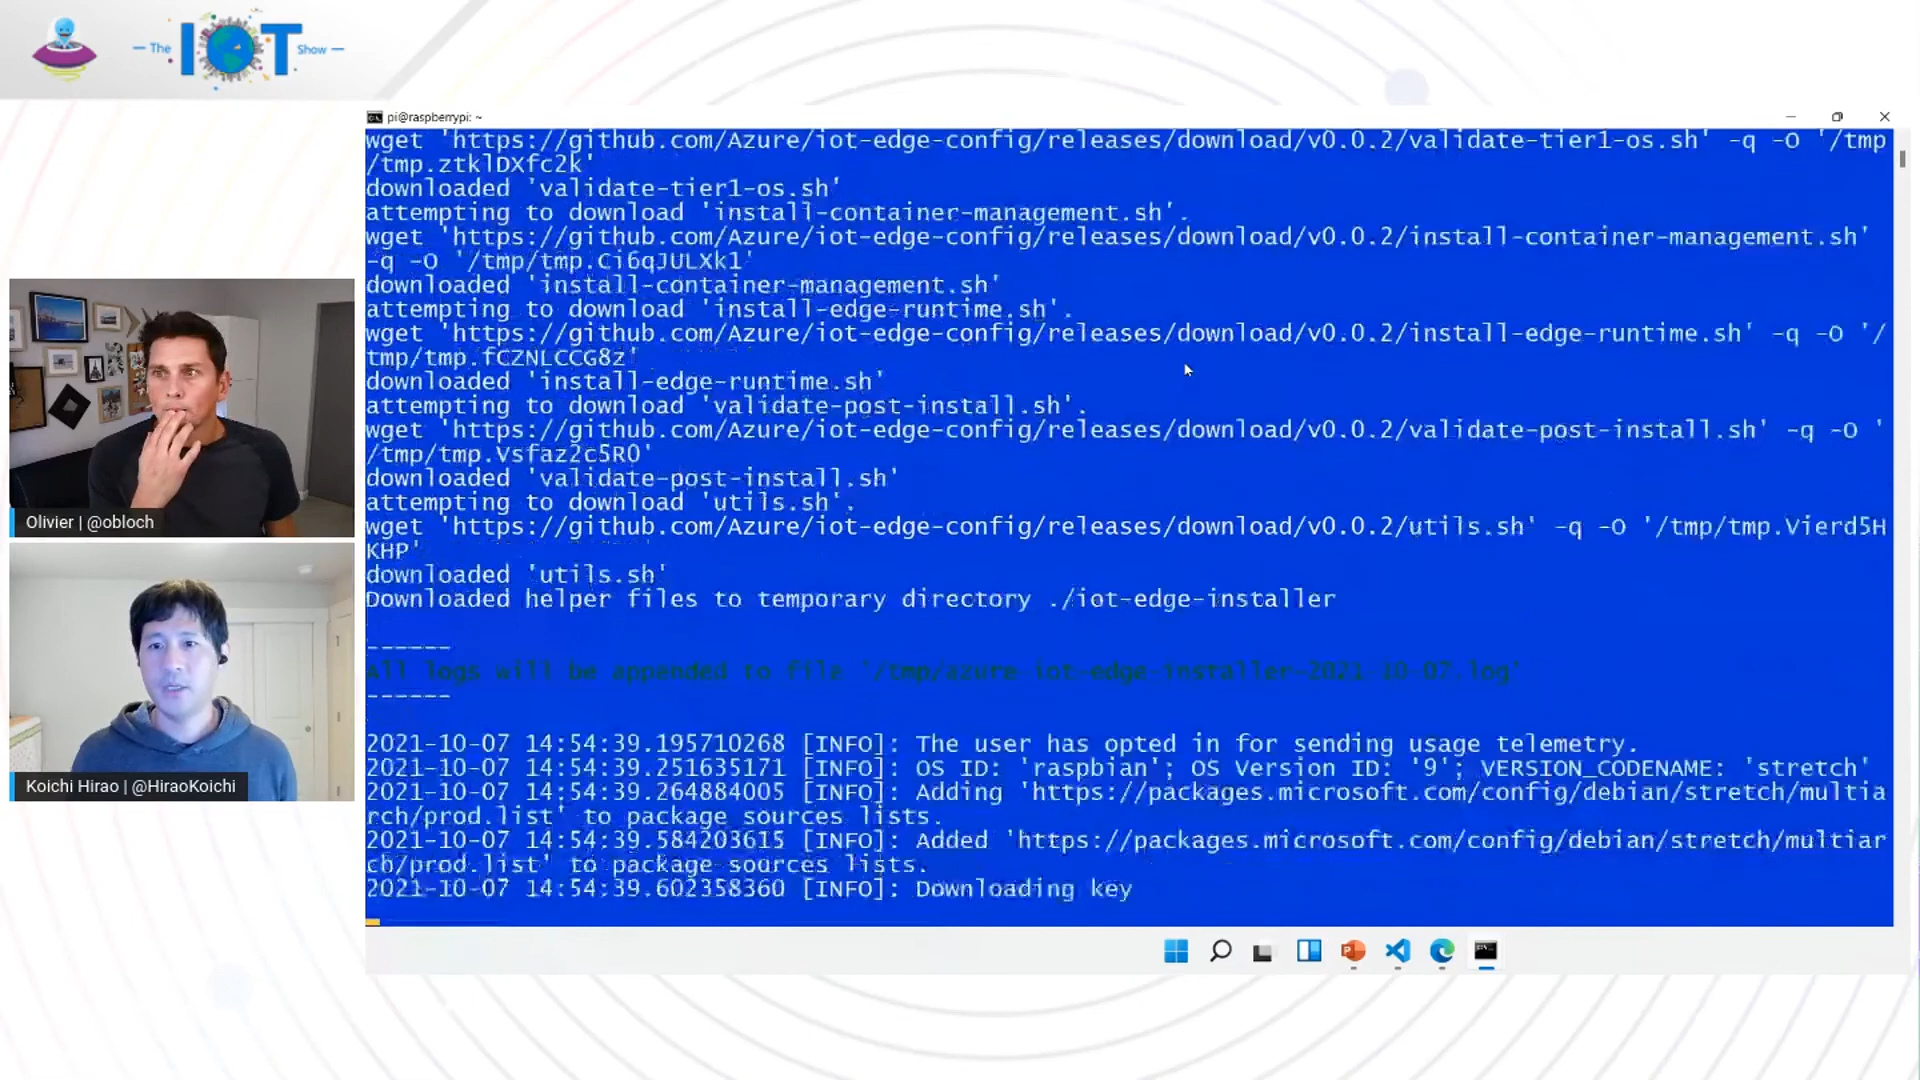 The IOT Show
pi@raspberrypi: ~
wget 'https://github.com/Azure/iot-edge-config/releases/download/v0.0.2/validate-tier1-os.sh' -q -O '/tmp
/tmp.ztklDXfc2k'
downloaded 'validate-tier1-os.sh'
attempting to download 'install-container-management.sh'.
wget 'https://github.com/Azure/iot-edge-config/releases/download/v0.0.2/install-container-management.sh'
-q -O '/tmp/tmp.Ci6qJULXk1'
downloaded 'install-container-management.sh'
attempting to download 'install-edge-runtime.sh'.
wget 'https://github.com/Azure/iot-edge-config/releases/download/v0.0.2/install-edge-runtime.sh' -q -O '/
tmp/tmp.fCZNLCCG8z'
downloaded 'install-edge-runtime.sh'
attempting to download 'validate-post-install.sh'.
wget 'https://github.com/Azure/iot-edge-config/releases/download/v0.0.2/validate-post-install.sh' -q -O '
/tmp/tmp.Vsfaz2c5RO'
downloaded 'validate-post-install.sh'
attempting to download 'utils.sh'.
wget 'https://github.com/Azure/iot-edge-config/releases/download/v0.0.2/utils.sh' -q -O '/tmp/tmp.Vierd5H
KHP'
downloaded 'utils.sh'
Downloaded helper files to temporary directory ./iot-edge-installer
------
All logs will be appended to file '/tmp/azure-iot-edge-installer-2021-10-07.log'
------
2021-10-07 14:54:39.195710268 [INFO]: The user has opted in for sending usage telemetry.
2021-10-07 14:54:39.251635171 [INFO]: OS ID: 'raspbian'; OS Version ID: '9'; VERSION_CODENAME: 'stretch'
2021-10-07 14:54:39.264884005 [INFO]: Adding 'https://packages.microsoft.com/config/debian/stretch/multia
rch/prod.list' to package sources lists.
2021-10-07 14:54:39.584203615 [INFO]: Added 'https://packages.microsoft.com/config/debian/stretch/multiar
ch/prod.list' to package sources lists.
2021-10-07 14:54:39.602358360 [INFO]: Downloading key
Olivier | @obloch
Koichi Hirao | @HiraoKoichi